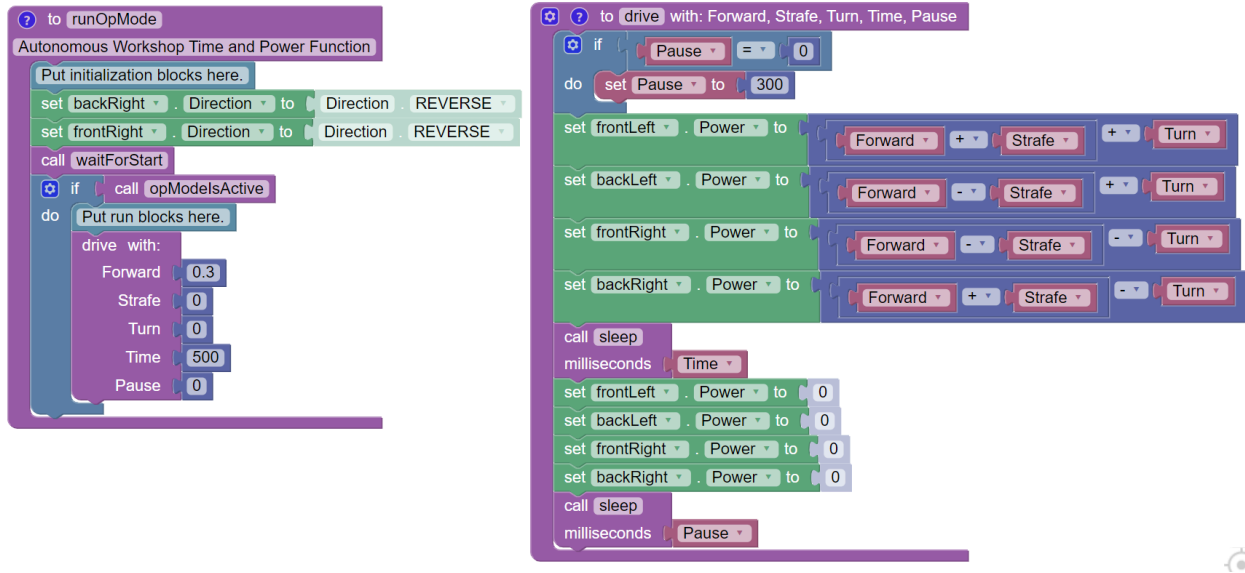 to runOpMode
Autonomous Workshop Time and Power Function
Put initialization blocks here.
set backRight . Direction to Direction . REVERSE
set frontRight . Direction to Direction . REVERSE
call waitForStart
if call opModeIsActive
do Put run blocks here.
drive with:
Forward 0.3
Strafe 0
Turn 0
Time 500
Pause 0
to drive with: Forward, Strafe, Turn, Time, Pause
if Pause = 0
do set Pause to 300
set frontLeft . Power to Forward + Strafe + Turn
set backLeft . Power to Forward - Strafe + Turn
set frontRight . Power to Forward - Strafe - Turn
set backRight . Power to Forward + Strafe - Turn
call sleep
milliseconds Time
set frontLeft . Power to 0
set backLeft . Power to 0
set frontRight . Power to 0
set backRight . Power to 0
call sleep
milliseconds Pause